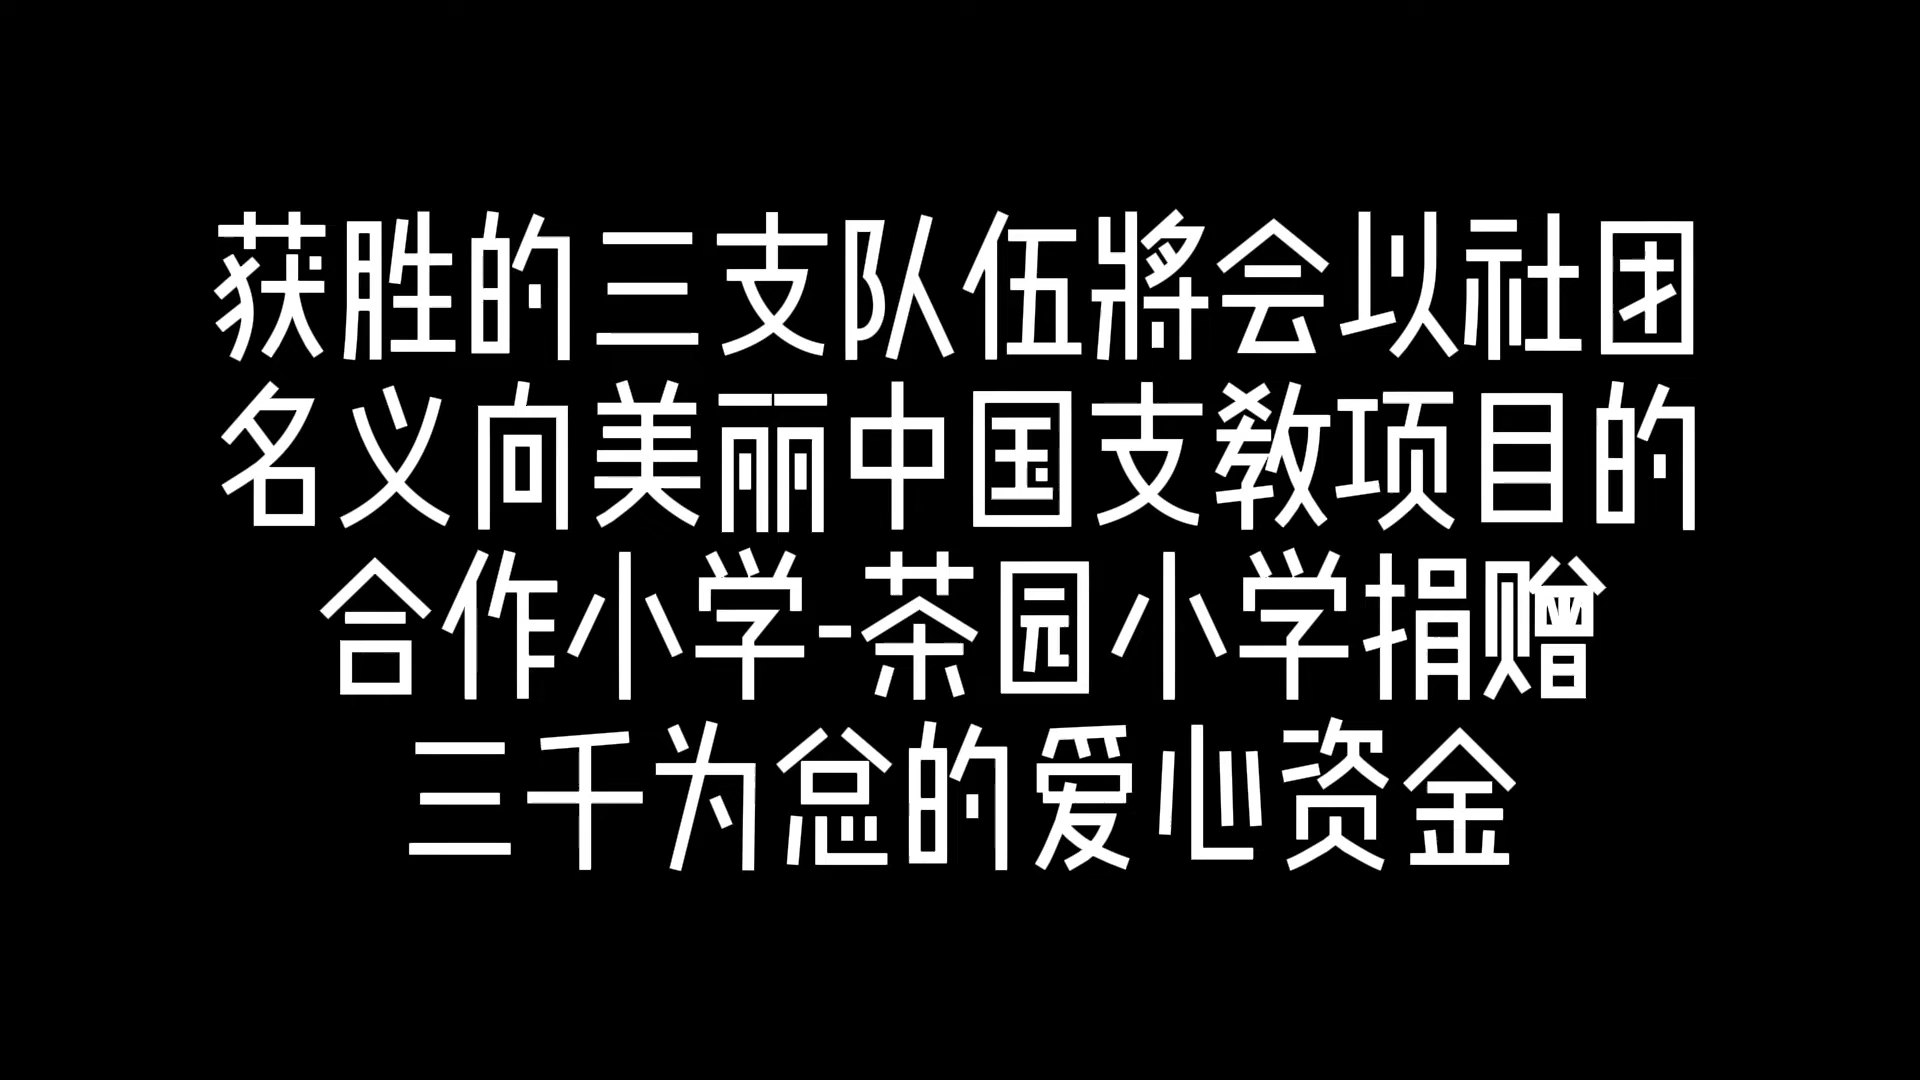 获胜的三支队伍將会以社团
名义向美丽中国支敎项目的
合作小学-茶园小学捐赠
三千为总的爱心资金